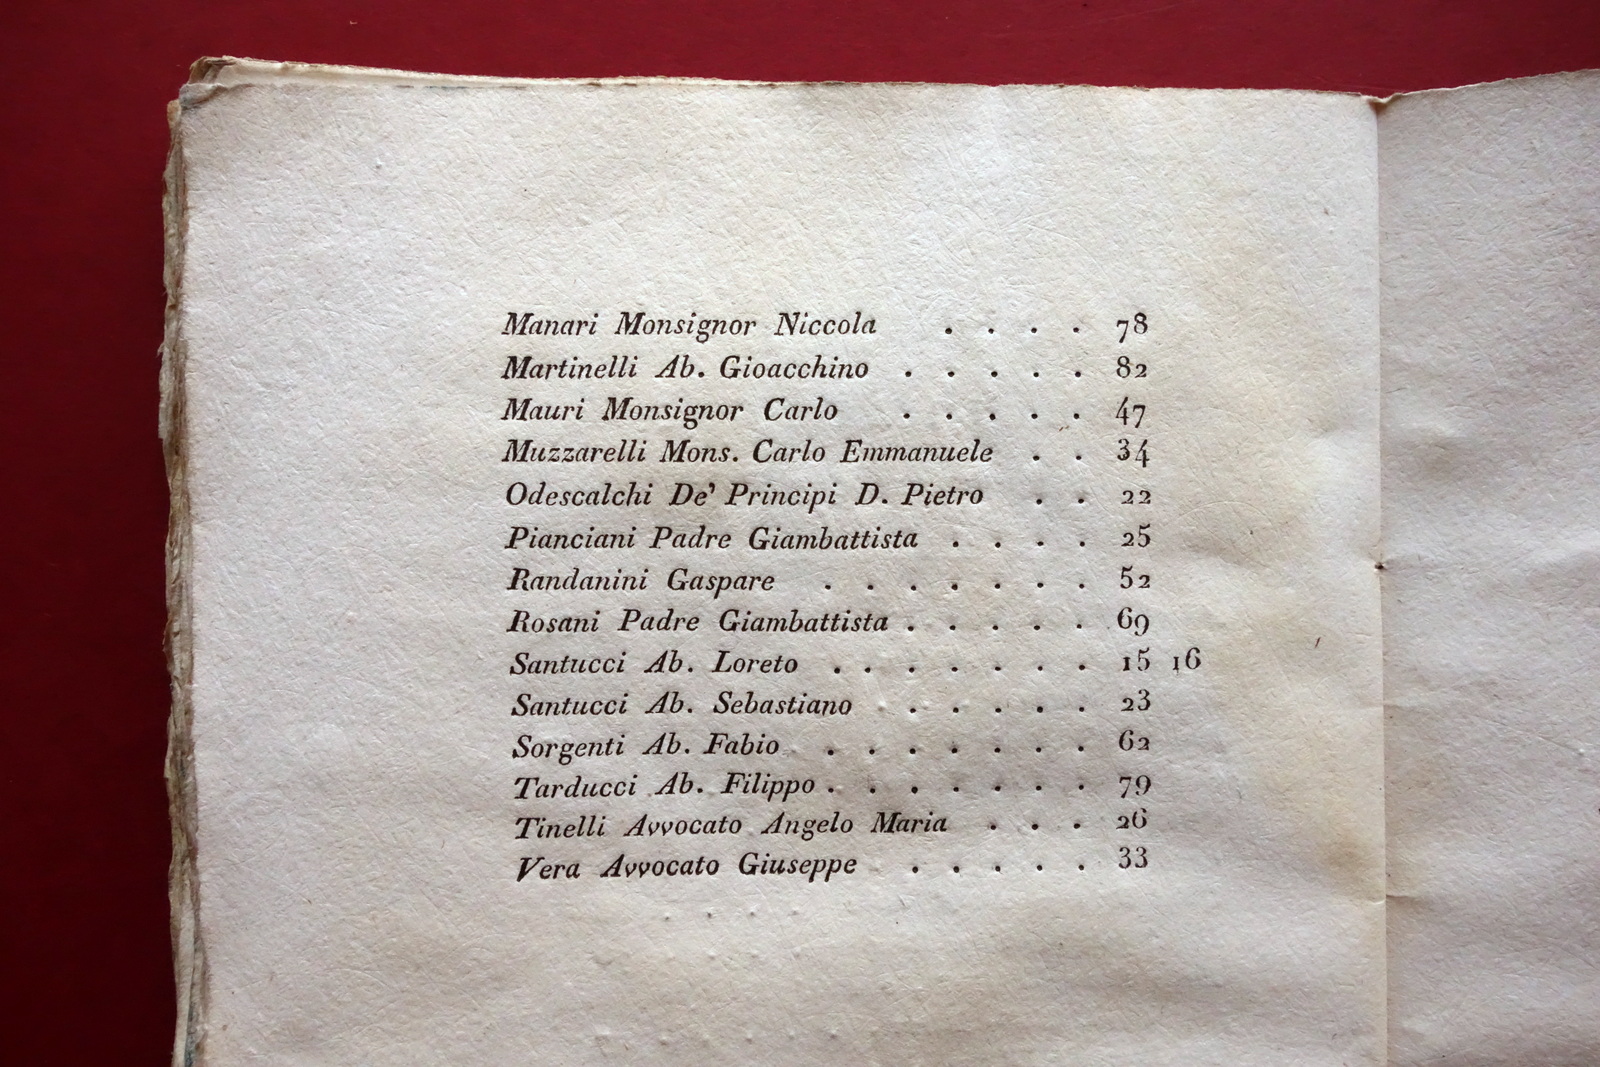 Manari Monsignor Niccola . . . . 78
Martinelli Ab. Gioacchino . . . . . 82
Mauri Monsignor Carlo . . . . . 47
Muzzarelli Mons. Carlo Emmanuele . . 34
Odescalchi De' Principi D. Pietro . . 22
Pianciani Padre Giambattista . . . . 25
Randanini Gaspare . . . . . . . 52
Rosani Padre Giambattista . . . . . 69
Santucci Ab. Loreto . . . . . . . 15 16
Santucci Ab. Sebastiano . . . . . 23
Sorgenti Ab. Fabio . . . . . . . 62
Tarducci Ab. Filippo . . . . . . . 79
Tinelli Avvocato Angelo Maria . . . 26
Vera Avvocato Giuseppe . . . . . 33